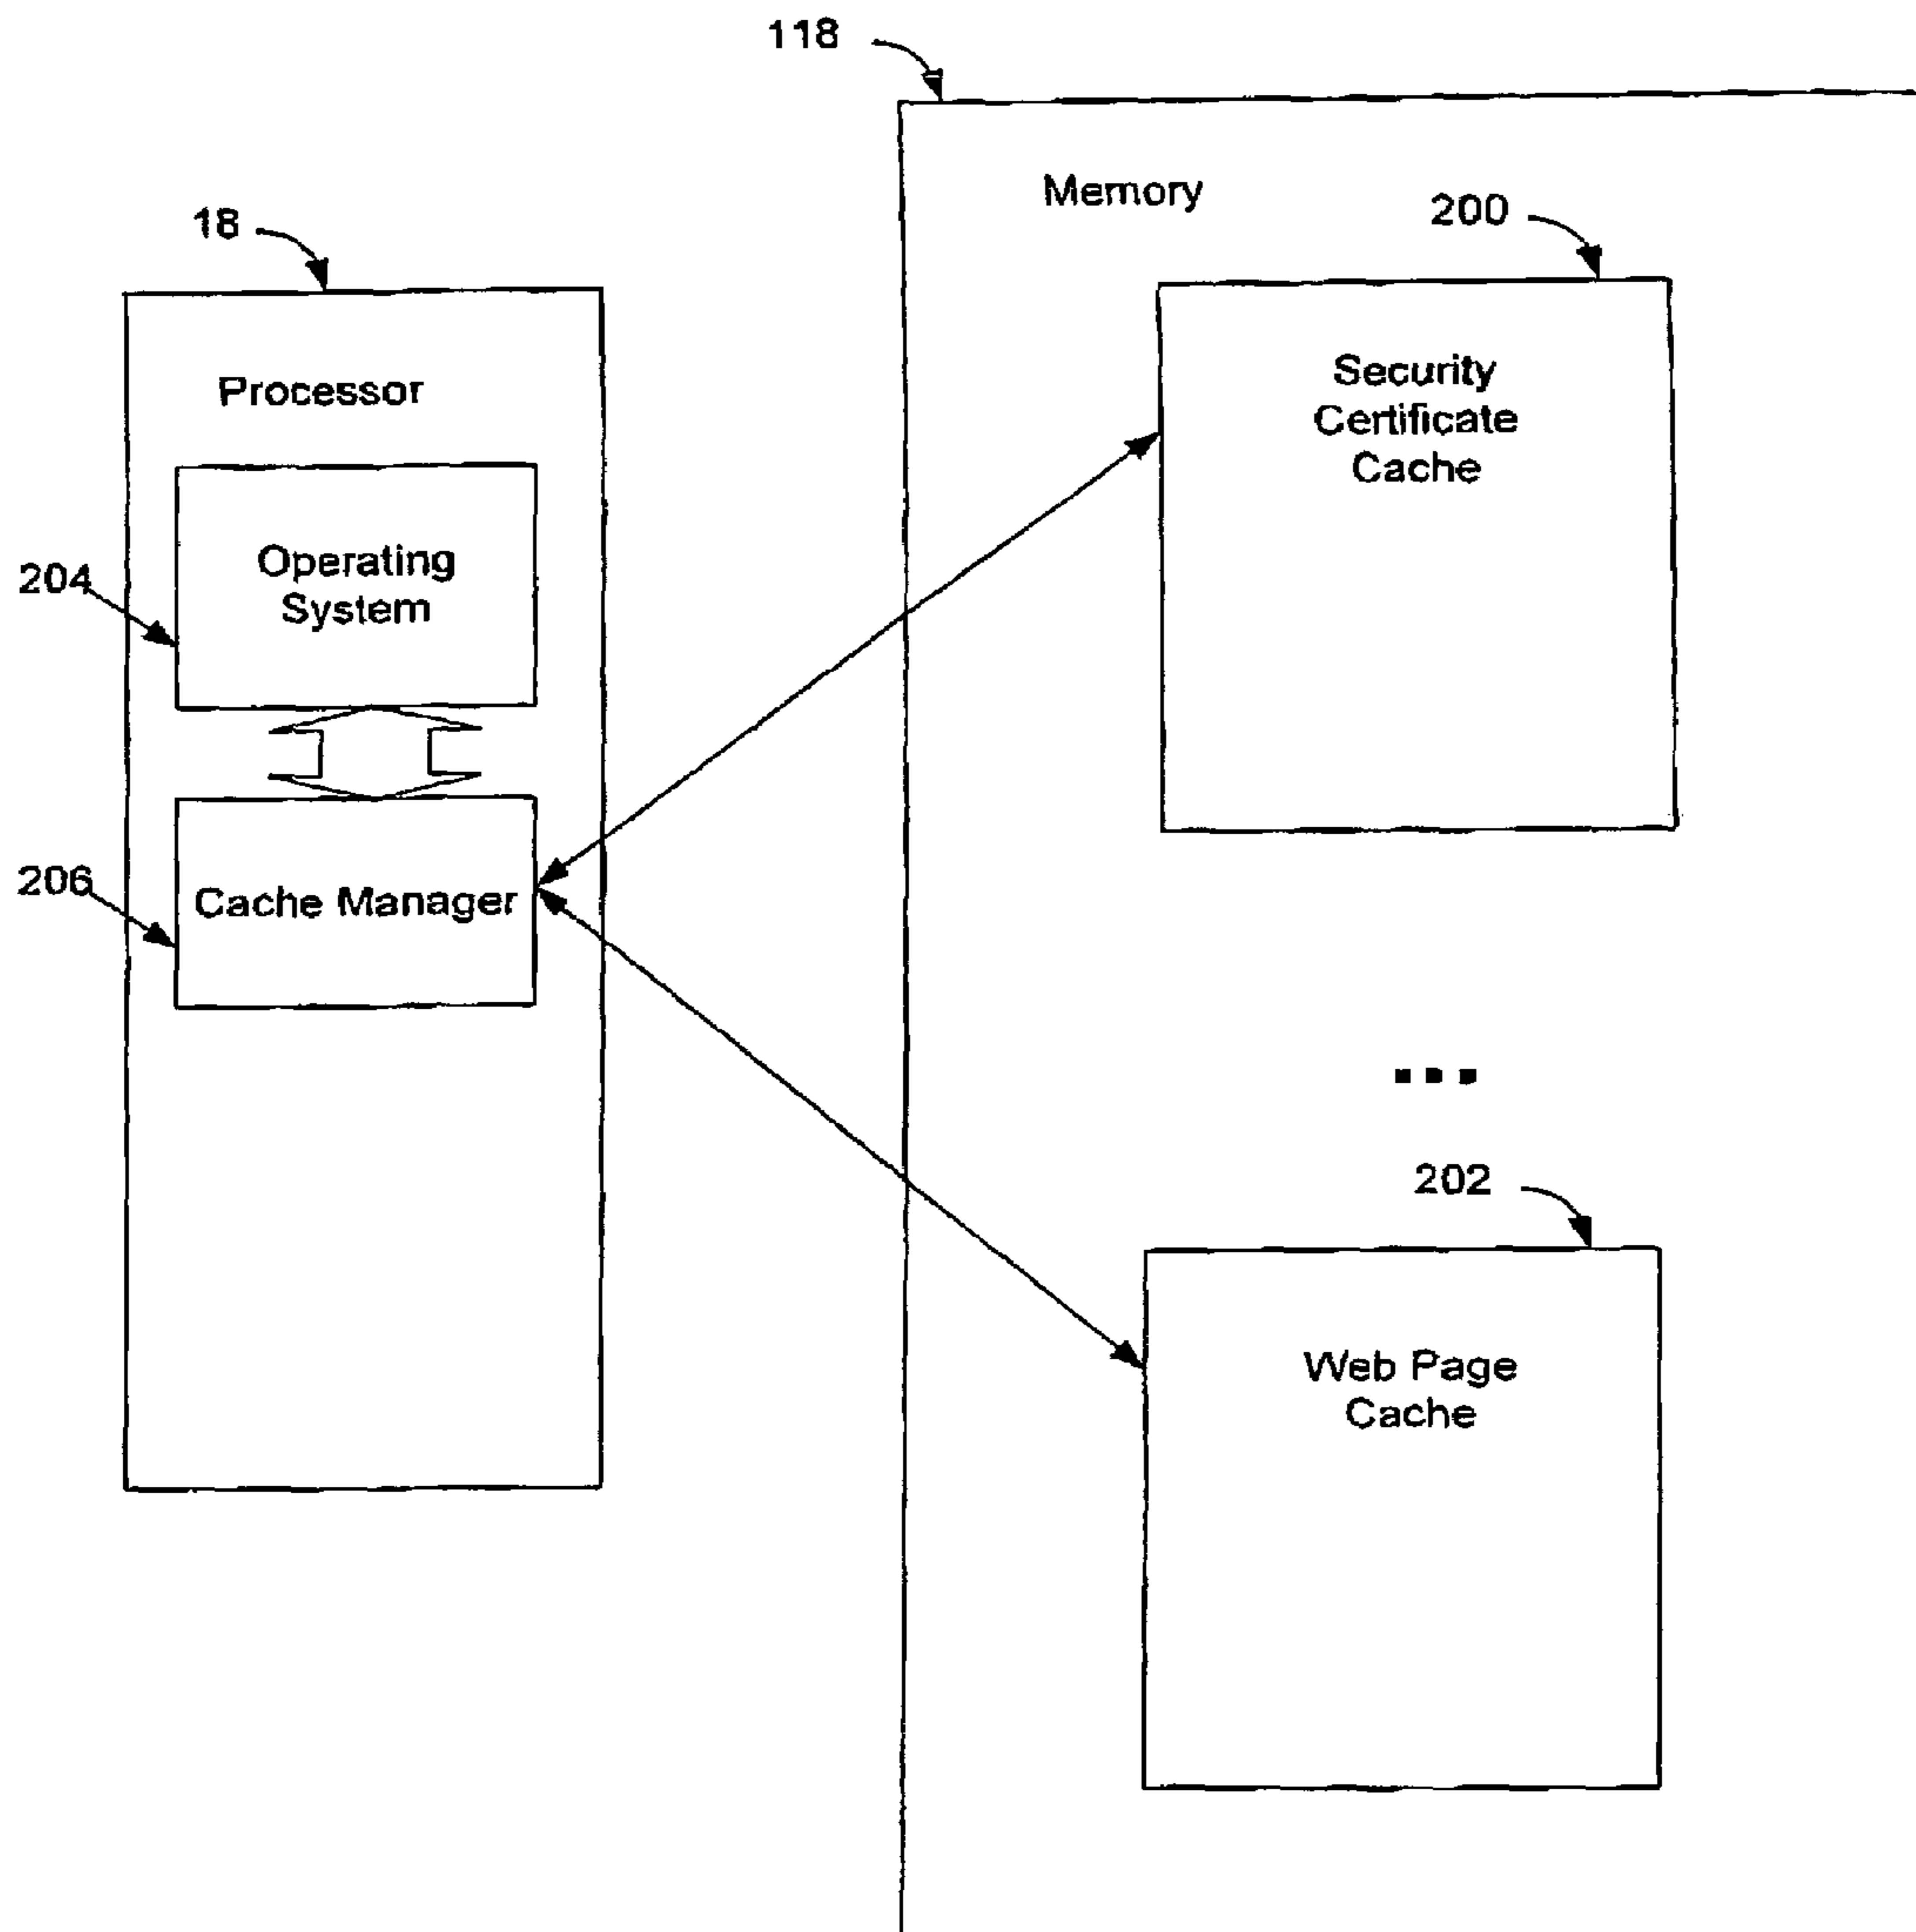 118
Memory
200
18
Security
Certificate
Cache
Processor
Operating
System
204
206
Cache Manager
...
202
Web Page
Cache